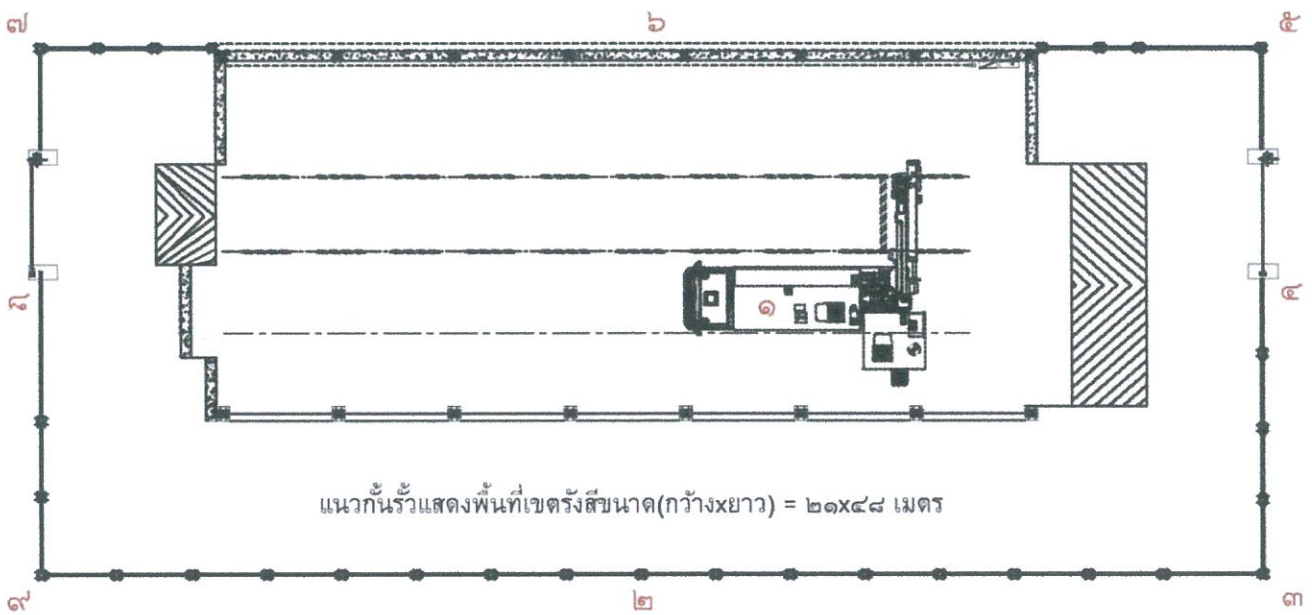 ๗ ๖ ๕
๘ ๑ ๔
แนวกั้นรั้วแสดงพื้นที่เขตรังสีขนาด(กว้างxยาว) = ๒๑x๔๘ เมตร
๙ ๒ ๓